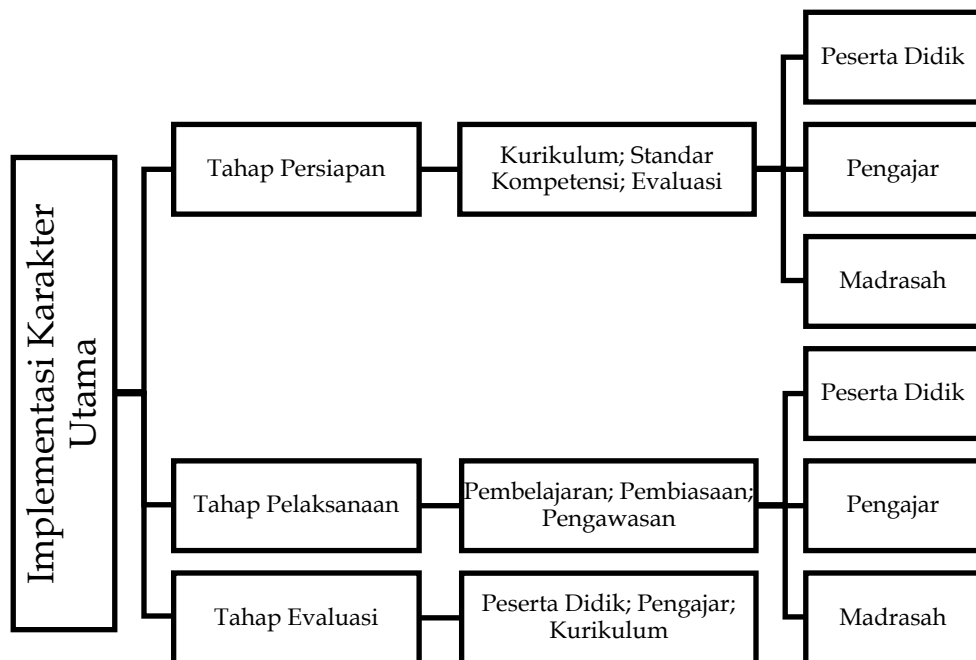 Implementasi Karakter
Utama
Tahap Persiapan
Kurikulum; Standar
Kompetensi; Evaluasi
Peserta Didik
Pengajar
Madrasah
Tahap Pelaksanaan
Pembelajaran; Pembiasaan;
Pengawasan
Peserta Didik
Pengajar
Madrasah
Tahap Evaluasi
Peserta Didik; Pengajar;
Kurikulum